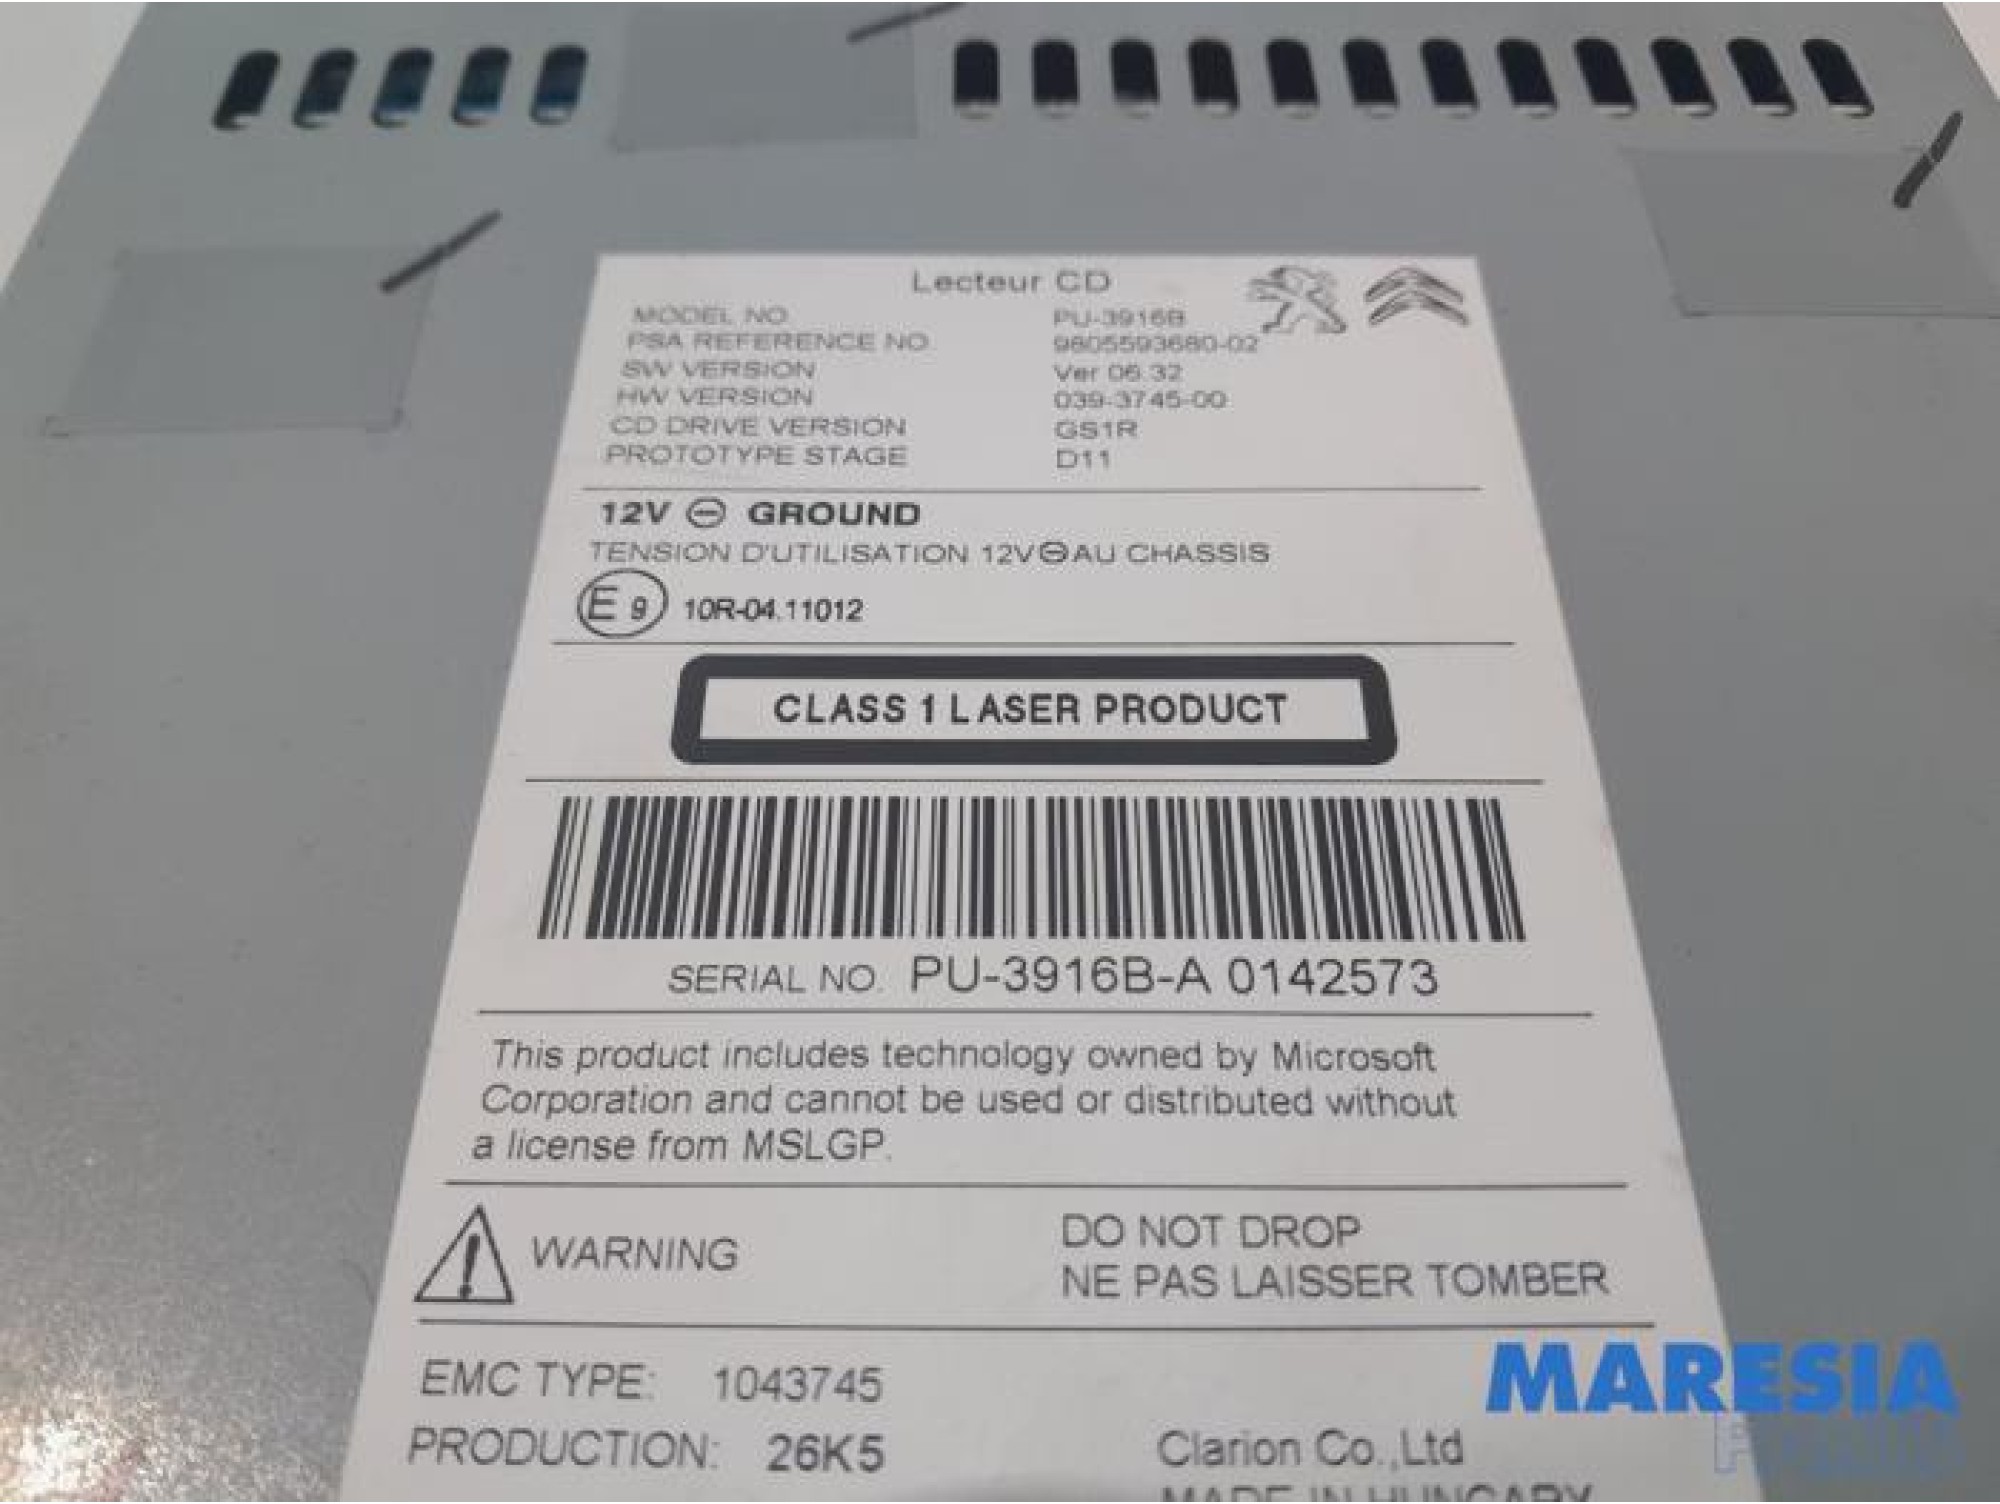 Lecteur CD
MODEL NO. PU-3916B
PSA REFERENCE NO. 9805593680-02
SW VERSION Ver 06.32
HW VERSION 039-3745-00
CD DRIVE VERSION GS1R
PROTOTYPE STAGE D11
12V ⊖ GROUND
TENSION D'UTILISATION 12V⊖AU CHASSIS
E9 10R-04.11012
CLASS 1 LASER PRODUCT
SERIAL NO. PU-3916B-A 0142573
This product includes technology owned by Microsoft
Corporation and cannot be used or distributed without
a license from MSLGP.
WARNING DO NOT DROP
NE PAS LAISSER TOMBER
EMC TYPE: 1043745
PRODUCTION: 26K5 Clarion Co.,Ltd
MADE IN HUNGARY
MARESIA